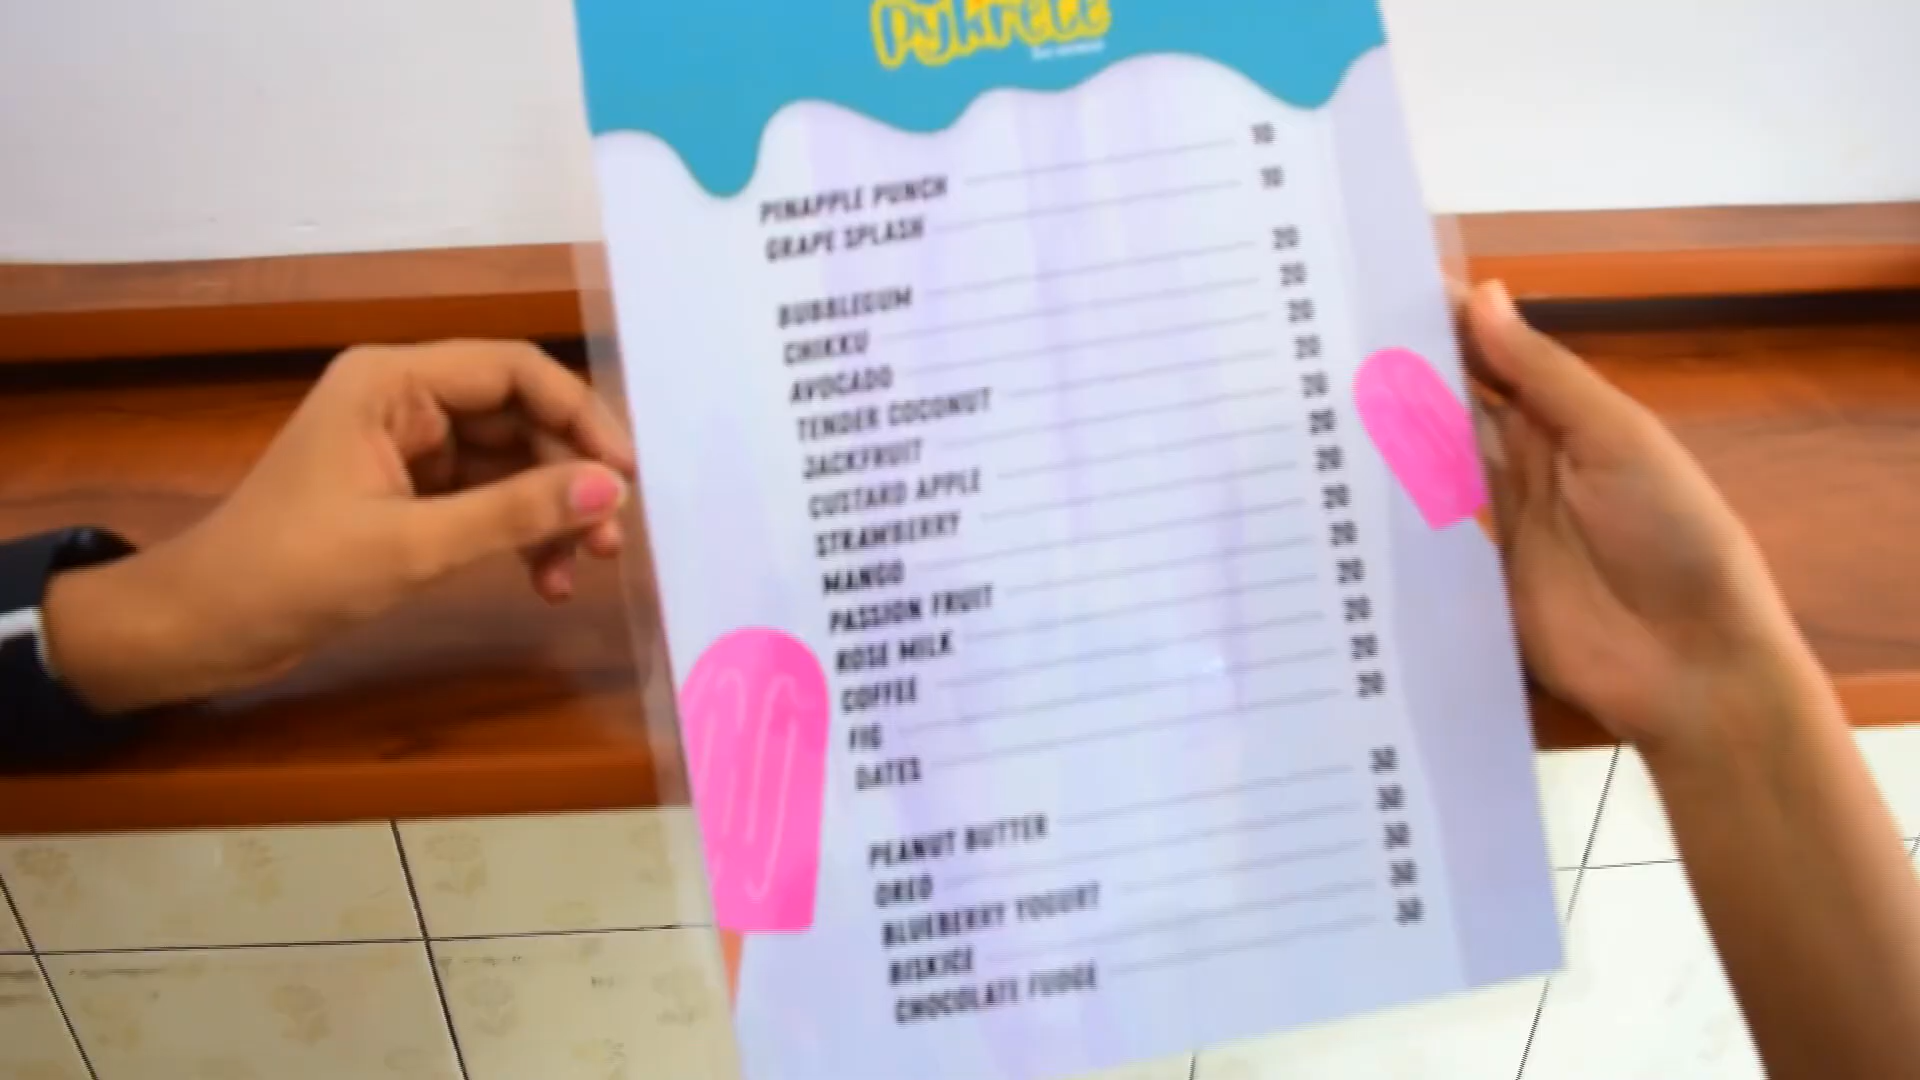 Pykrete
PINAPPLE PUNCH 10
GRAPE SPLASH 10
BUBBLEGUM 20
CHIKKU 20
AVOCADO 20
TENDER COCONUT 20
JACKFRUIT 20
CUSTARD APPLE 20
STRAWBERRY 20
MANGO 20
PASSION FRUIT 20
ROSE MILK 20
COFFEE 20
FIG 20
DATES 20
PEANUT BUTTER 30
OREO 30
BLUEBERRY YOGURT 30
BISKICE 30
CHOCOLATE FUDGE 30